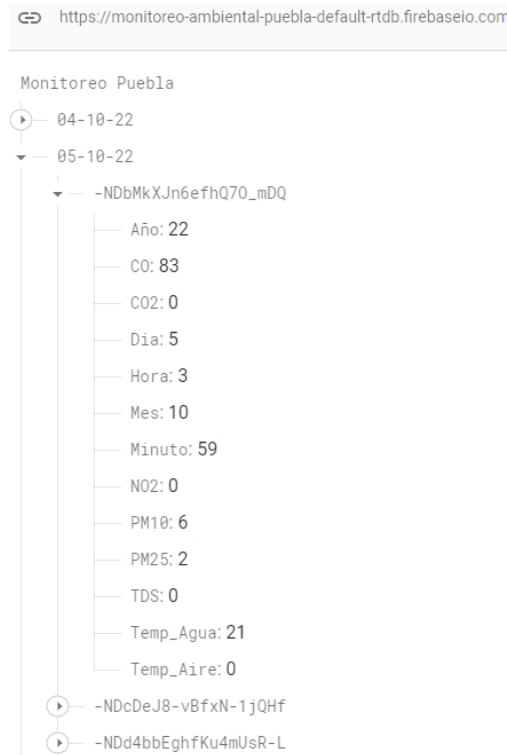 https://monitoreo-ambiental-puebla-default-rtdb.firebaseio.com
Monitoreo Puebla
04-10-22
05-10-22
-NDbMkXJn6efhQ7O_mDQ
Año: 22
CO: 83
CO2: 0
Dia: 5
Hora: 3
Mes: 10
Minuto: 59
NO2: 0
PM10: 6
PM25: 2
TDS: 0
Temp_Agua: 21
Temp_Aire: 0
-NDcDeJ8-vBfxN-1jQHf
-NDd4bbEghfKu4mUsR-L